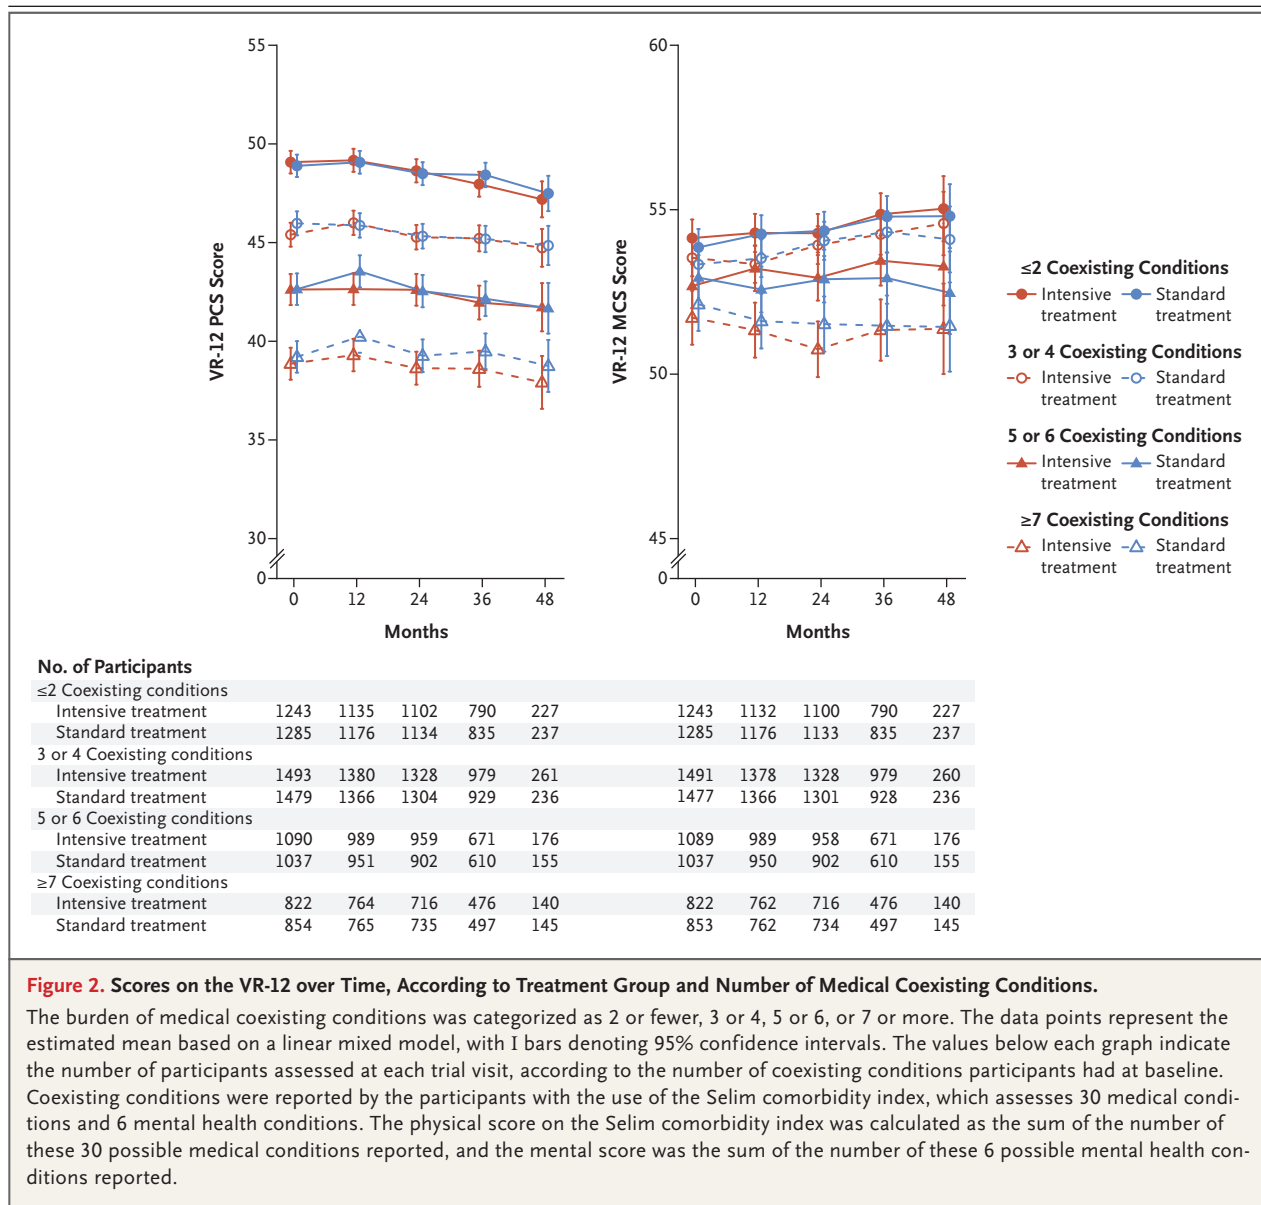 55
50
45
40
35
30
0
VR-12 PCS Score
0 12 24 36 48
Months
60
55
50
45
0
VR-12 MCS Score
0 12 24 36 48
Months
≤2 Coexisting Conditions
Intensive treatment
Standard treatment
3 or 4 Coexisting Conditions
Intensive treatment
Standard treatment
5 or 6 Coexisting Conditions
Intensive treatment
Standard treatment
≥7 Coexisting Conditions
Intensive treatment
Standard treatment
No. of Participants
≤2 Coexisting conditions
Intensive treatment 1243 1135 1102 790 227 1243 1132 1100 790 227
Standard treatment 1285 1176 1134 835 237 1285 1176 1133 835 237
3 or 4 Coexisting conditions
Intensive treatment 1493 1380 1328 979 261 1491 1378 1328 979 260
Standard treatment 1479 1366 1304 929 236 1477 1366 1301 928 236
5 or 6 Coexisting conditions
Intensive treatment 1090 989 959 671 176 1089 989 958 671 176
Standard treatment 1037 951 902 610 155 1037 950 902 610 155
≥7 Coexisting conditions
Intensive treatment 822 764 716 476 140 822 762 716 476 140
Standard treatment 854 765 735 497 145 853 762 734 497 145
Figure 2. Scores on the VR-12 over Time, According to Treatment Group and Number of Medical Coexisting Conditions.
The burden of medical coexisting conditions was categorized as 2 or fewer, 3 or 4, 5 or 6, or 7 or more. The data points represent the
estimated mean based on a linear mixed model, with I bars denoting 95% confidence intervals. The values below each graph indicate
the number of participants assessed at each trial visit, according to the number of coexisting conditions participants had at baseline.
Coexisting conditions were reported by the participants with the use of the Selim comorbidity index, which assesses 30 medical condi-
tions and 6 mental health conditions. The physical score on the Selim comorbidity index was calculated as the sum of the number of
these 30 possible medical conditions reported, and the mental score was the sum of the number of these 6 possible mental health con-
ditions reported.